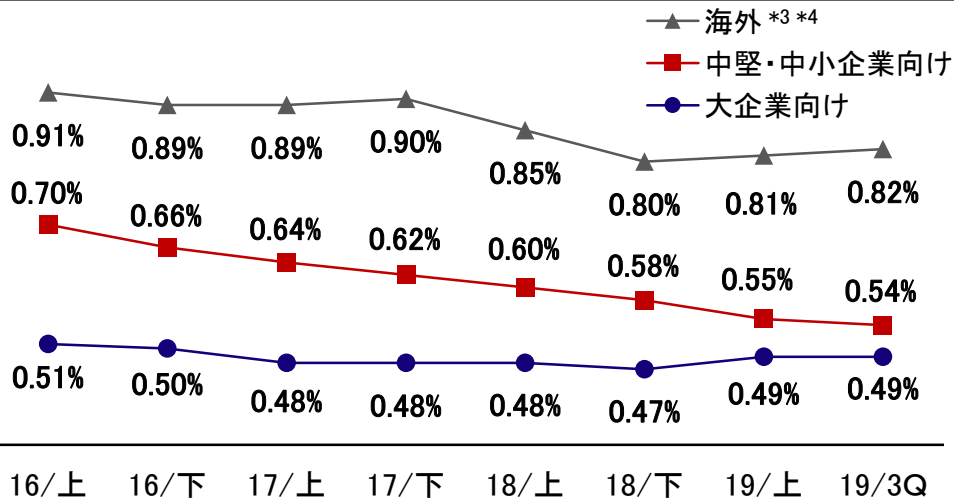 海外 *3 *4
中堅・中小企業向け
大企業向け
0.91% 0.89% 0.89% 0.90% 0.85% 0.80% 0.81% 0.82%
0.70% 0.66% 0.64% 0.62% 0.60% 0.58% 0.55% 0.54%
0.51% 0.50% 0.48% 0.48% 0.48% 0.47% 0.49% 0.49%
16/上 16/下 17/上 17/下 18/上 18/下 19/上 19/3Q